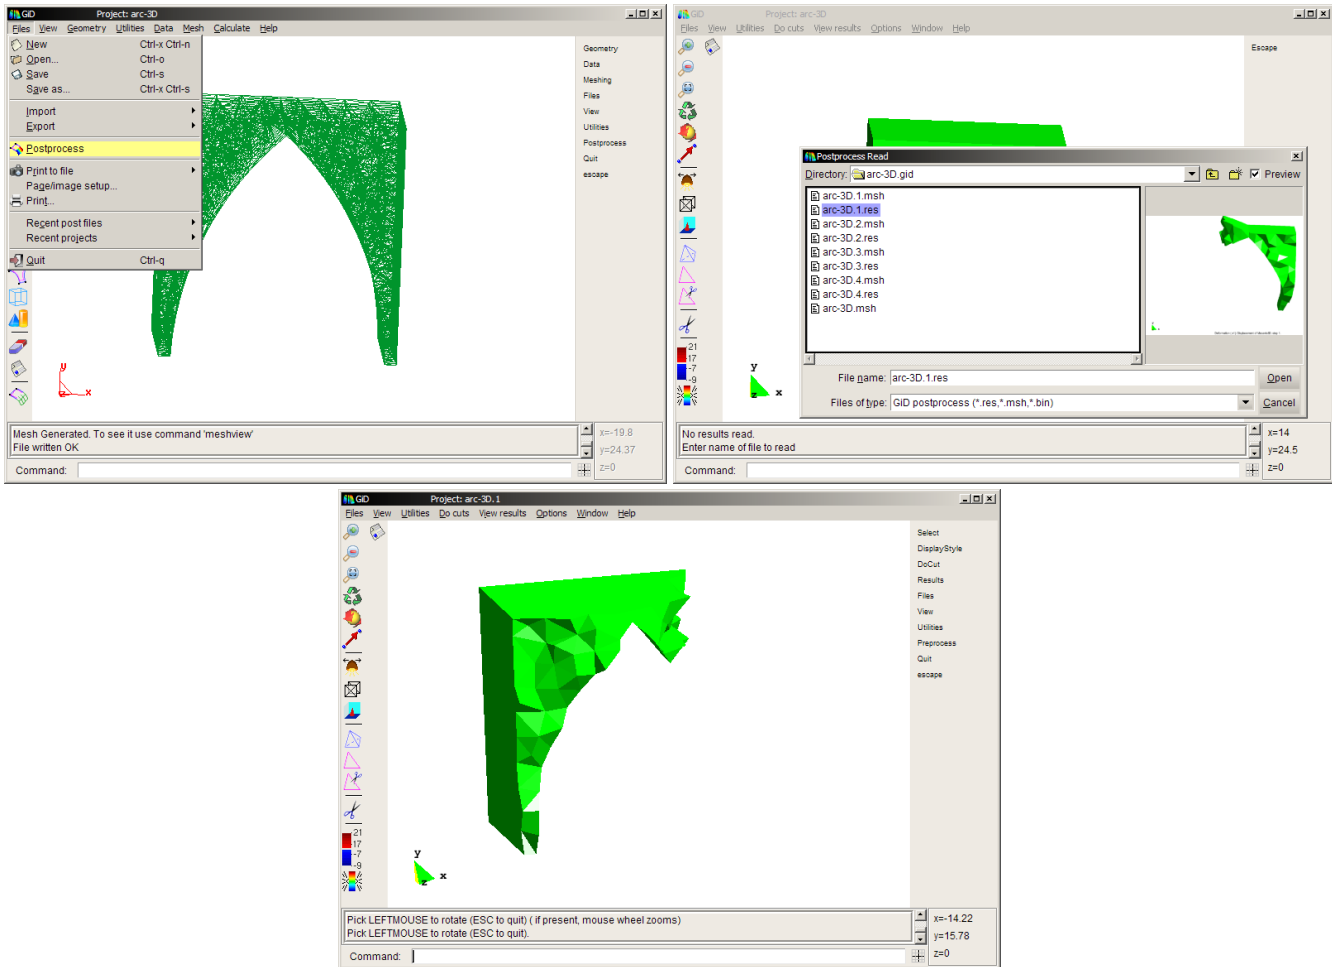 GiD Project: arc-3D
Files View Geometry Utilities Data Mesh Calculate Help
New Ctrl-x Ctrl-n
Open... Ctrl-o
Save Ctrl-s
Save as... Ctrl-x Ctrl-s
Import
Export
Postprocess
Print to file
Page/image setup...
Print...
Recent post files
Recent projects
Quit Ctrl-q
Geometry
Data
Meshing
Files
View
Utilities
Postprocess
Quit
escape
y
z x
Mesh Generated. To see it use command 'meshview'
File written OK
Command:
x=-19.8
y=24.37
z=0
GiD Project: arc-3D
Files View Utilities Do cuts View results Options Window Help
Escape
Postprocess Read
Directory: arc-3D.gid
Preview
arc-3D.1.msh
arc-3D.1.res
arc-3D.2.msh
arc-3D.2.res
arc-3D.3.msh
arc-3D.3.res
arc-3D.4.msh
arc-3D.4.res
arc-3D.msh
File name: arc-3D.1.res
Open
Files of type: GiD postprocess (*.res,*.msh,*.bin)
Cancel
21
17
-7
-9
y
z x
No results read.
Enter name of file to read
Command:
x=14
y=24.5
z=0
GiD Project: arc-3D.1
Files View Utilities Do cuts View results Options Window Help
Select
DisplayStyle
DoCut
Results
Files
View
Utilities
Preprocess
Quit
escape
21
17
-7
-9
y
z x
Pick LEFTMOUSE to rotate (ESC to quit) ( if present, mouse wheel zooms)
Pick LEFTMOUSE to rotate (ESC to quit).
Command:
x=-14.22
y=15.78
z=0